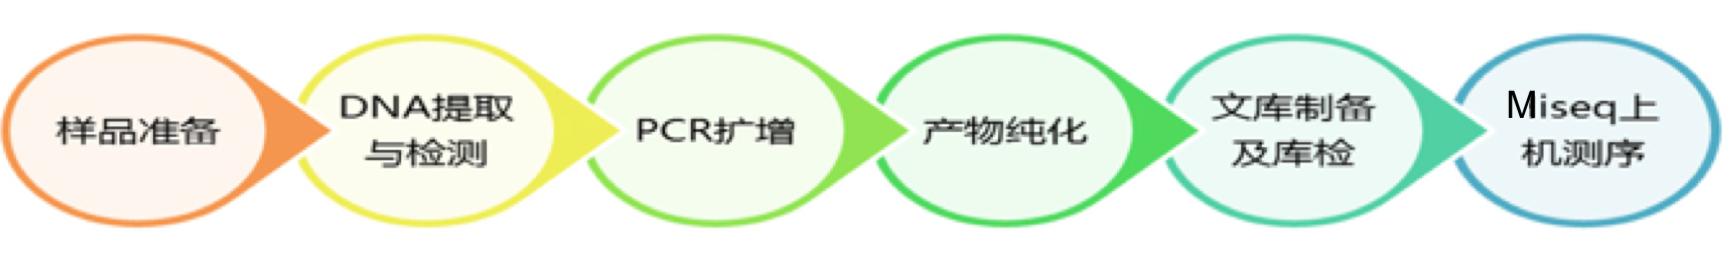 样品准备
DNA提取
与检测
PCR扩增
产物纯化
文库制备
及库检
Miseq上
机测序